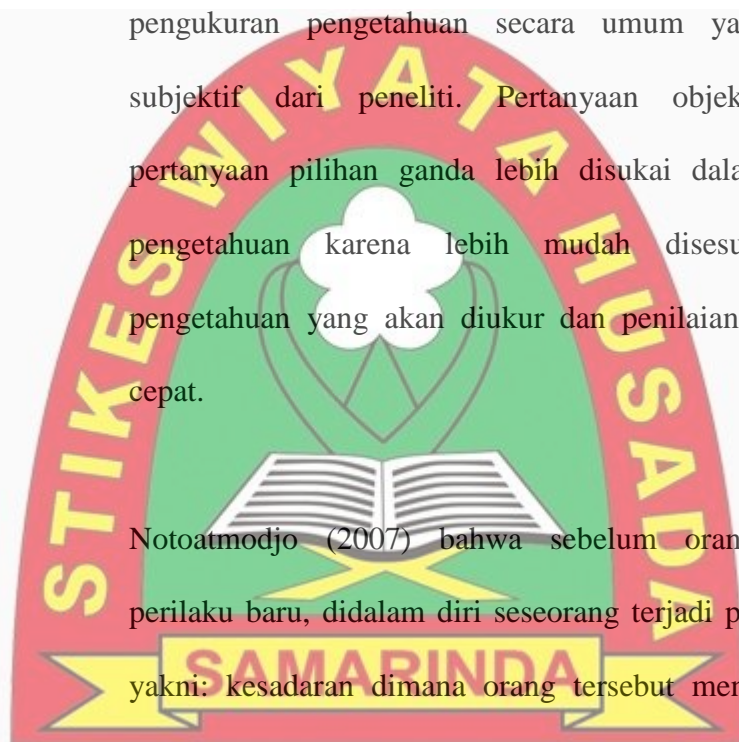 pengukuran pengetahuan secara umum ya
subjektif dari peneliti. Pertanyaan objek
pertanyaan pilihan ganda lebih disukai dala
pengetahuan karena lebih mudah disesu
pengetahuan yang akan diukur dan penilaian
cepat.
Notoatmodjo (2007) bahwa sebelum oran
perilaku baru, didalam diri seseorang terjadi p
yakni: kesadaran dimana orang tersebut men
STIKES WIYATA HUSADA
SAMARINDA